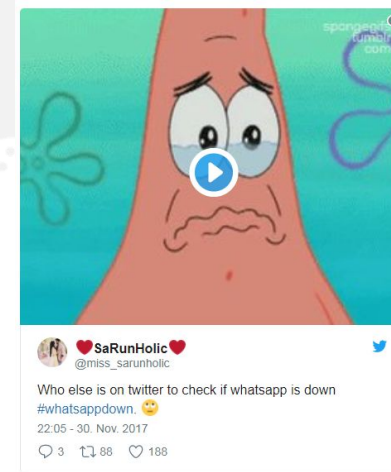 spongegifs
tumblr
com
❤SaRunHolic❤
@miss_sarunholic
Who else is on twitter to check if whatsapp is down
#whatsappdown. 🙄
22:05 - 30. Nov. 2017
3 88 188